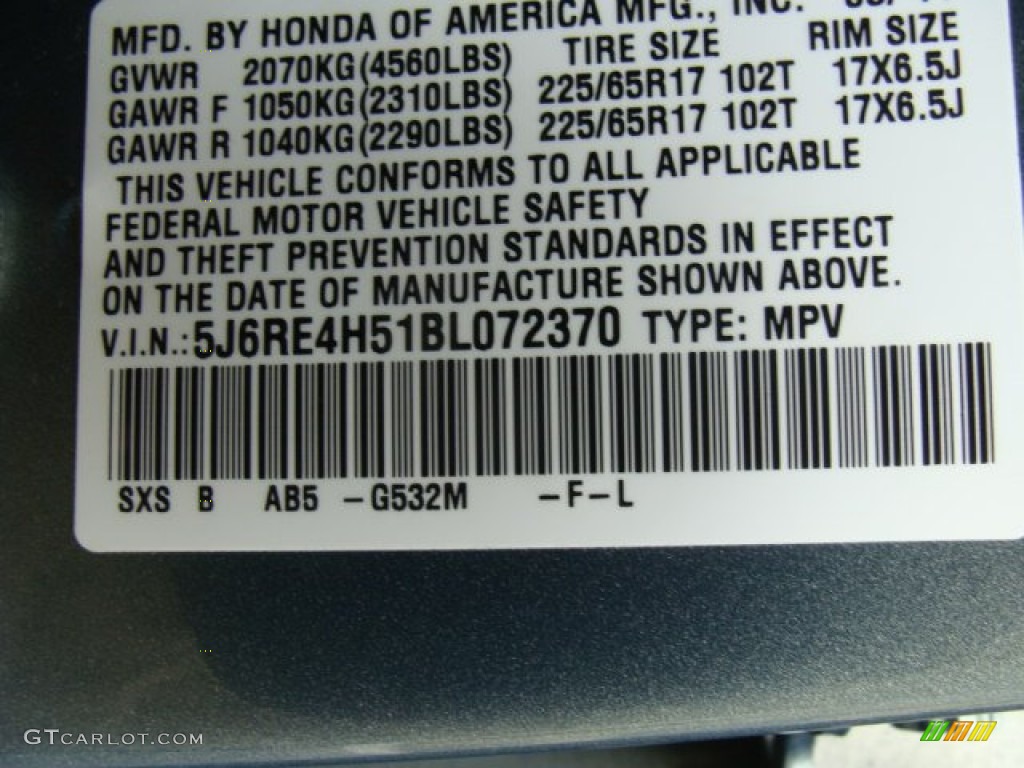 MFD. BY HONDA OF AMERICA MFG., INC.
GVWR 2070KG(4560LBS) TIRE SIZE RIM SIZE
GAWR F 1050KG(2310LBS) 225/65R17 102T 17X6.5J
GAWR R 1040KG(2290LBS) 225/65R17 102T 17X6.5J
THIS VEHICLE CONFORMS TO ALL APPLICABLE
FEDERAL MOTOR VEHICLE SAFETY
AND THEFT PREVENTION STANDARDS IN EFFECT
ON THE DATE OF MANUFACTURE SHOWN ABOVE.
V.I.N.:5J6RE4H51BL072370 TYPE: MPV
SXS B AB5 -G532M -F-L
GTCARLOT.COM